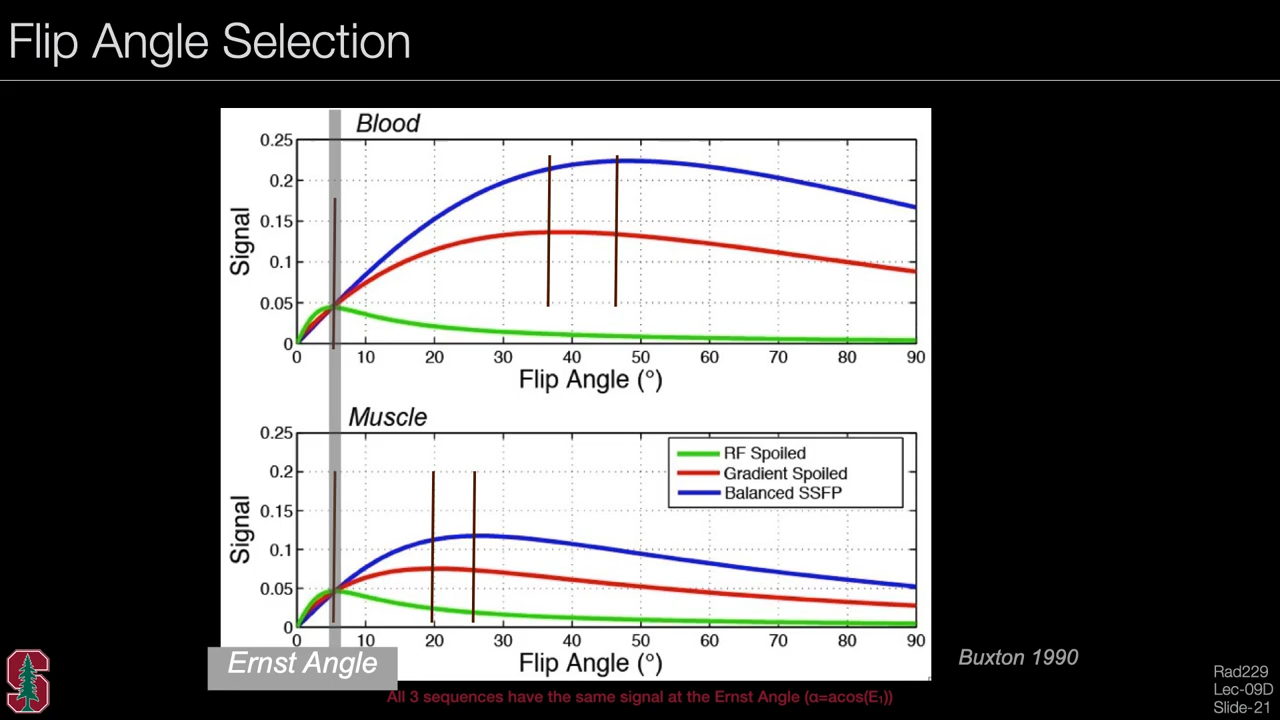 Flip Angle Selection
Blood
0.25
0.2
0.15
0.1
0.05
0
Signal
0 10 20 30 40 50 60 70 80 90
Flip Angle (°)
Muscle
0.25
0.2
0.15
0.1
0.05
0
Signal
RF Spoiled
Gradient Spoiled
Balanced SSFP
0 10 20 30 40 50 60 70 80 90
Flip Angle (°)
Ernst Angle
Buxton 1990
All 3 sequences have the same signal at the Ernst Angle (α=acos(E₁))
Rad229
Lec-09D
Slide-21
S